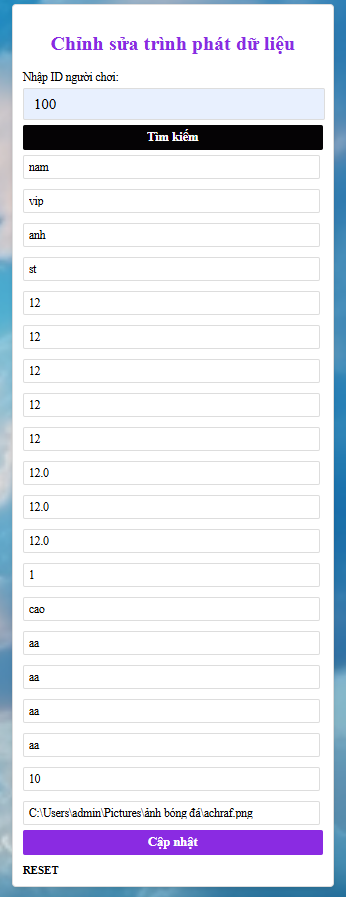 Chỉnh sửa trình phát dữ liệu
Nhập ID người chơi:
100
Tìm kiếm
nam
vip
anh
st
12
12
12
12
12
12.0
12.0
12.0
1
cao
aa
aa
aa
aa
10
C:\Users\admin\Pictures\ảnh bóng đá\achraf.png
Cập nhật
RESET